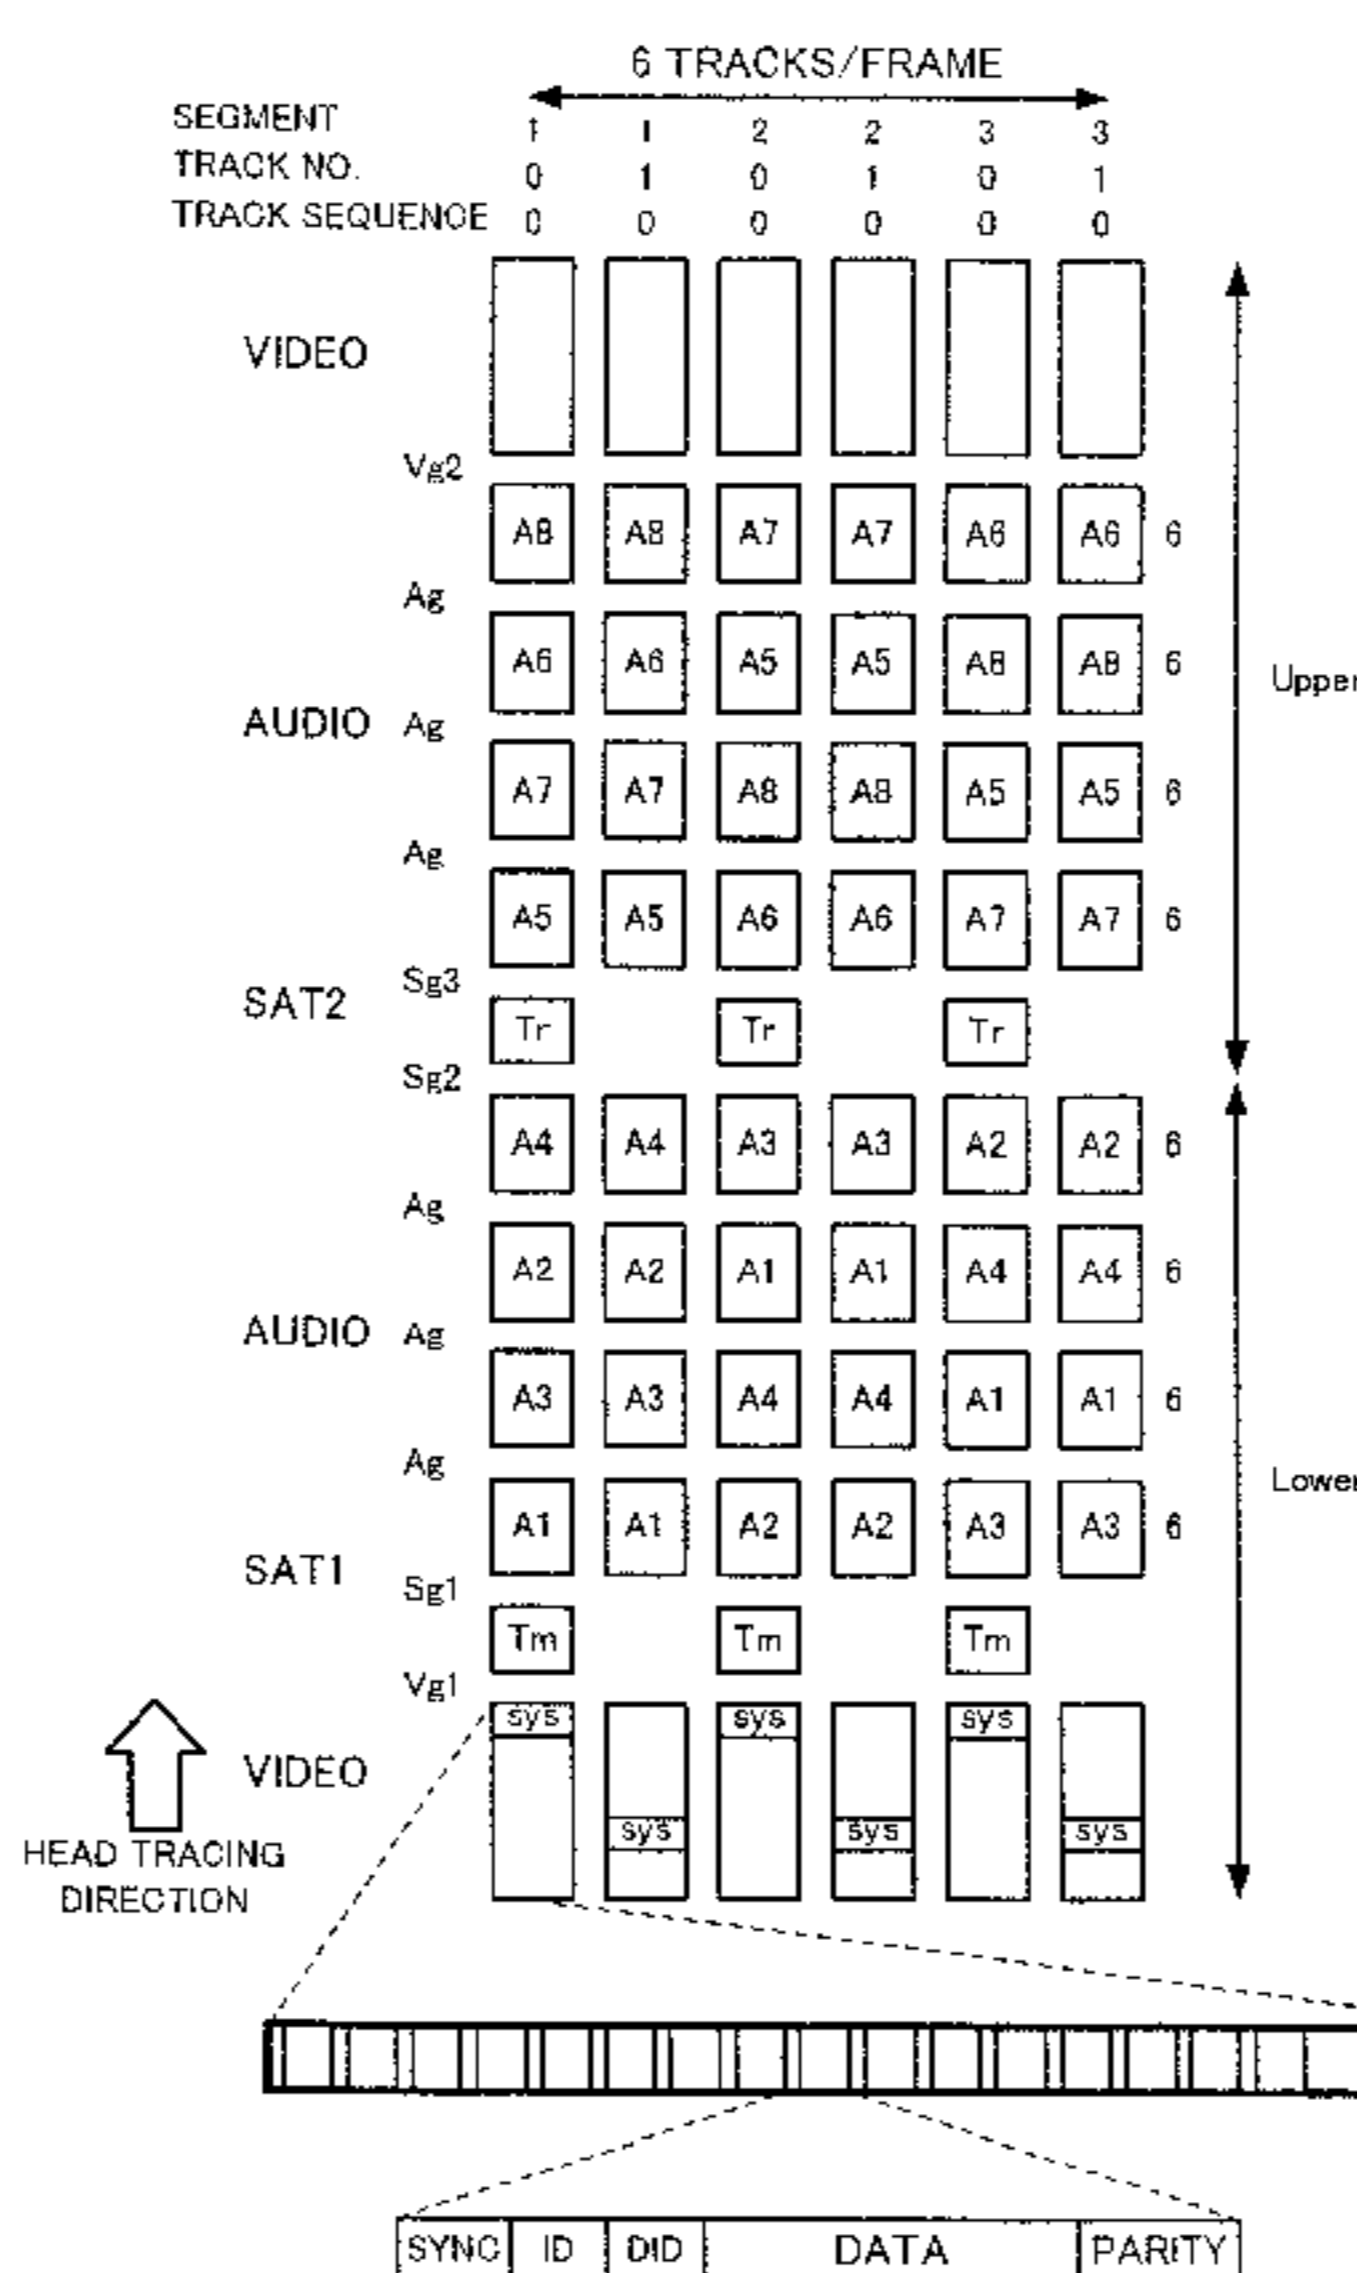 6 TRACKS/FRAME
SEGMENT 1 1 2 2 3 3
TRACK NO. 0 1 0 1 0 1
TRACK SEQUENCE 0 0 0 0 0 0
VIDEO
Vg2
A8 A8 A7 A7 A6 A6 6
Ag
A6 A6 A5 A5 A8 A8 6
Upper
AUDIO Ag
A7 A7 A8 A8 A5 A5 6
Ag
A5 A5 A6 A6 A7 A7 6
Sg3
SAT2
Tr Tr Tr
Sg2
A4 A4 A3 A3 A2 A2 6
Ag
A2 A2 A1 A1 A4 A4 6
AUDIO Ag
A3 A3 A4 A4 A1 A1 6
Ag
Lower
A1 A1 A2 A2 A3 A3 6
SAT1
Sg1
Tm Tm Tm
Vg1
sys sys sys
VIDEO
sys sys sys
HEAD TRACING
DIRECTION
SYNC ID DID DATA PARITY